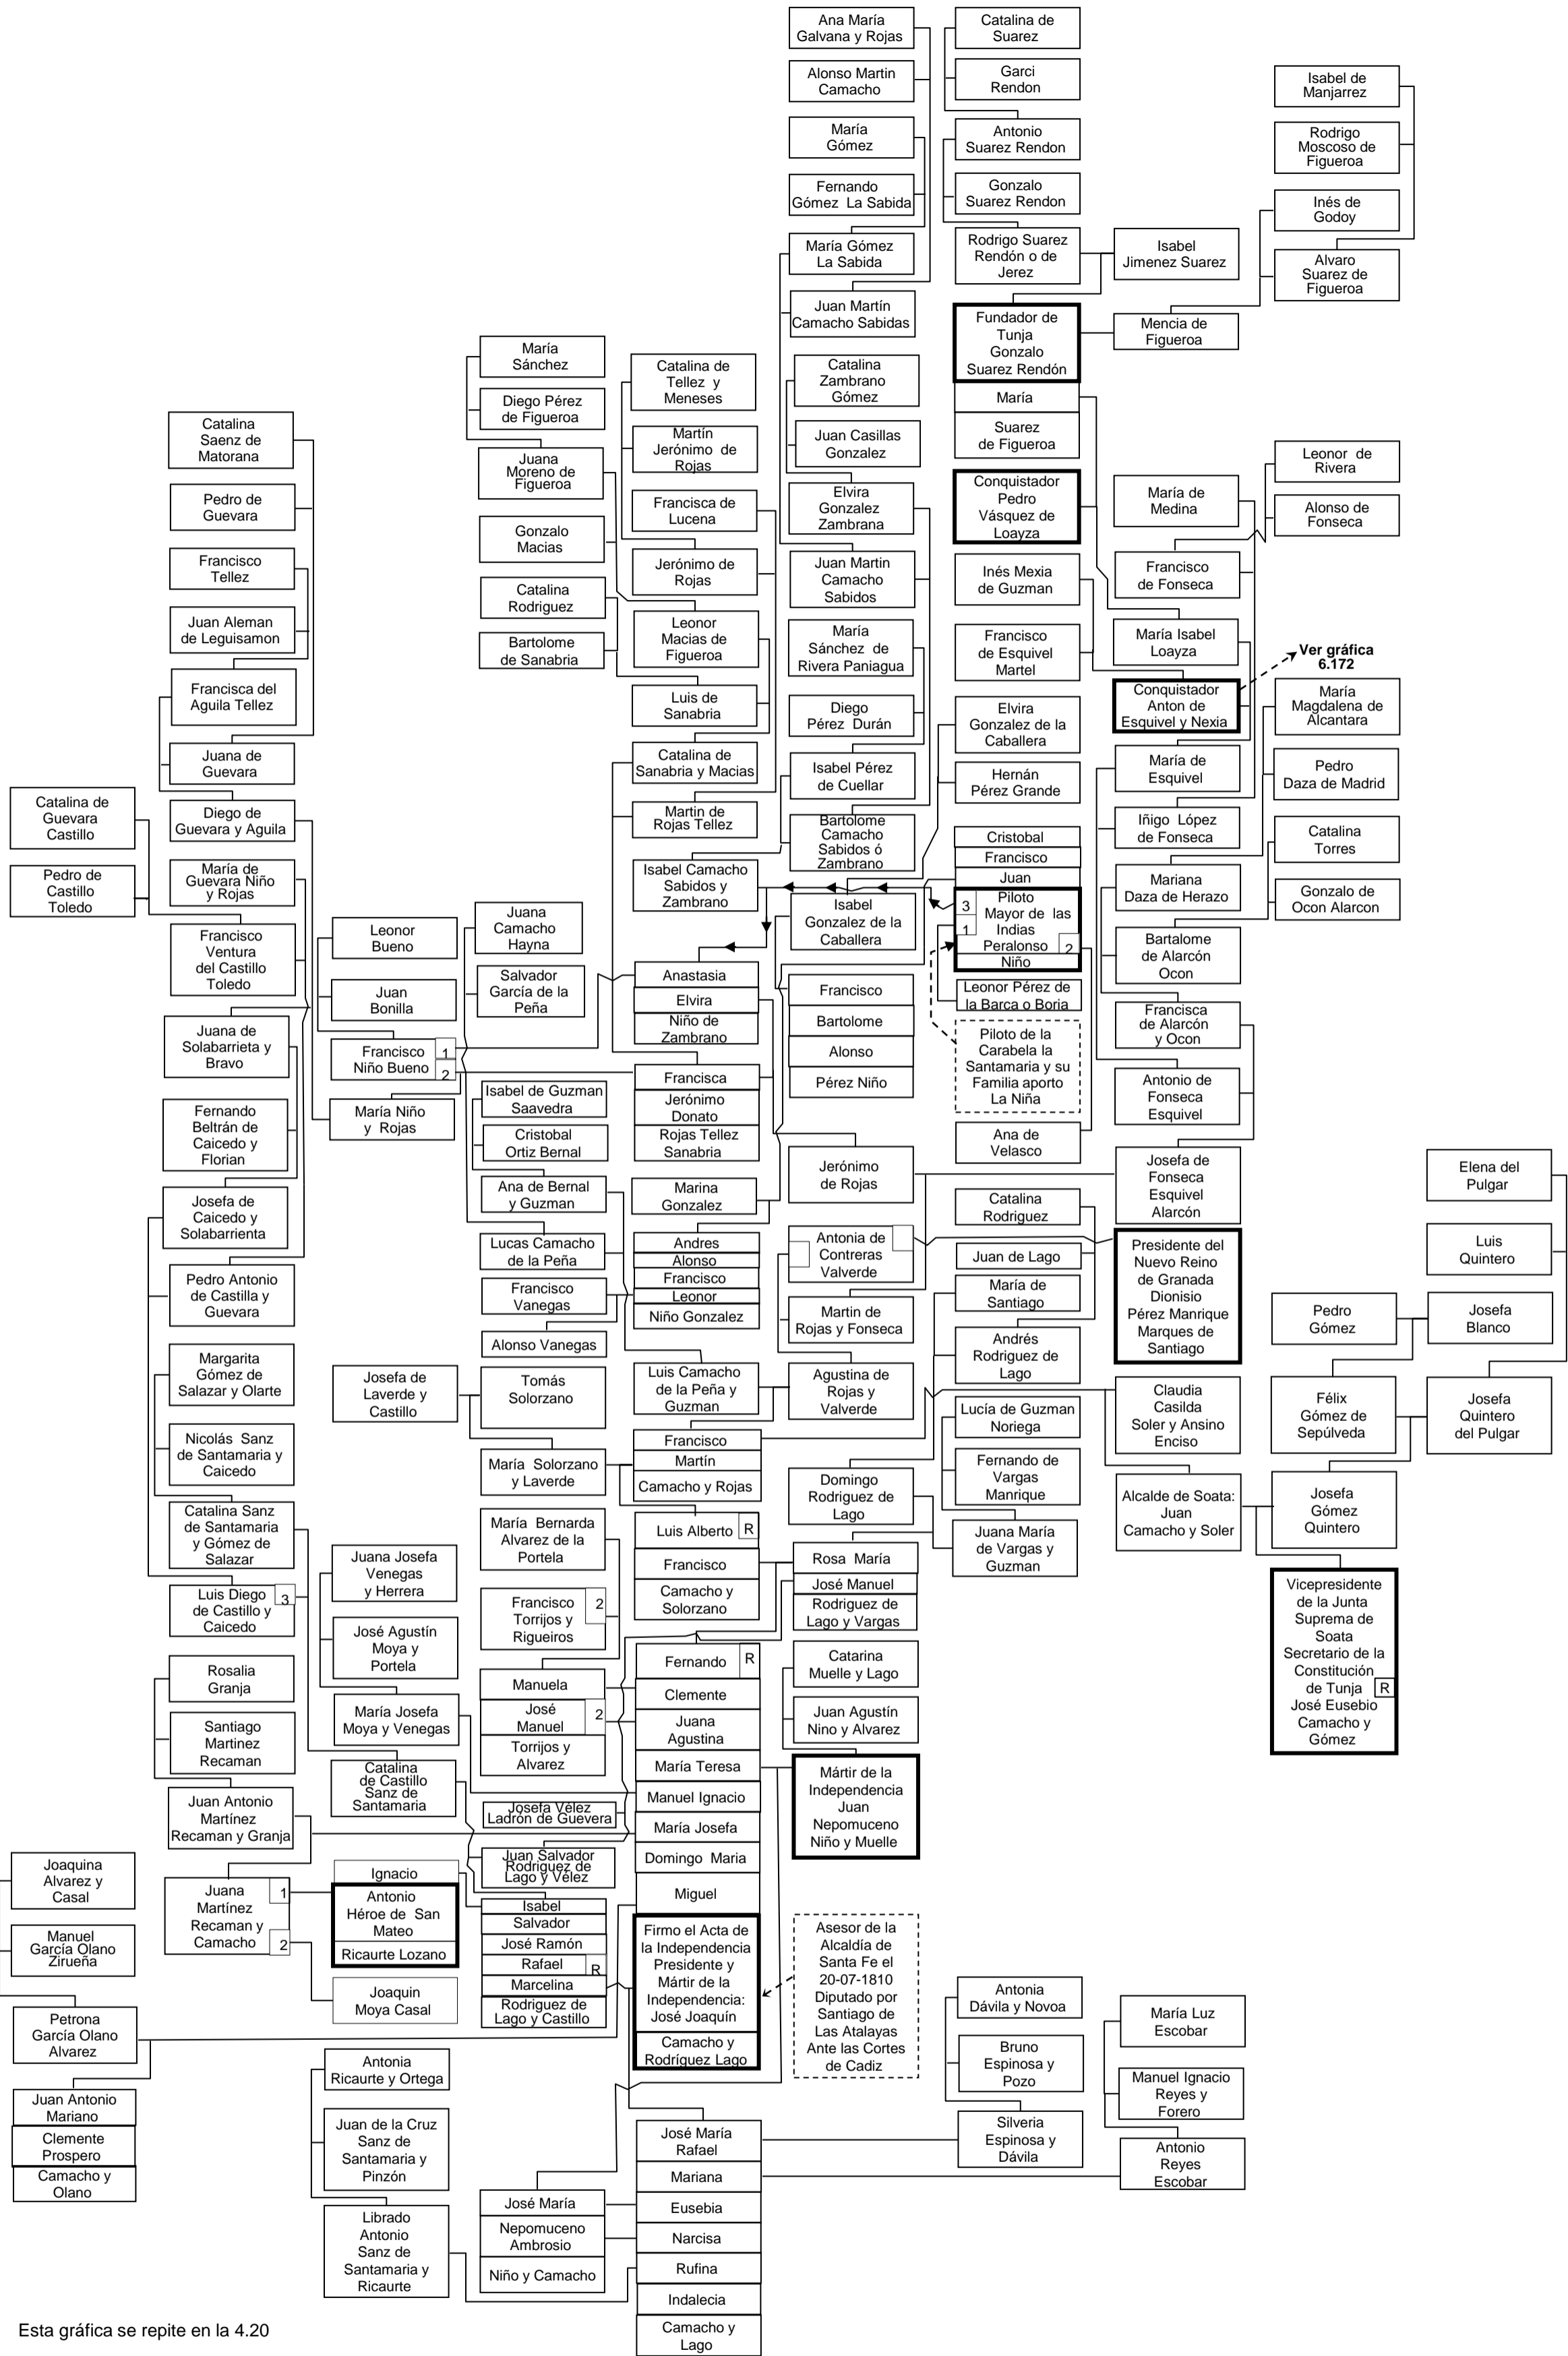 Ana María
Galvana y Rojas
Alonso Martin
Camacho
María
Gómez
Fernando
Gómez La Sabida
María Gómez
La Sabida
Juan Martín
Camacho Sabidas
Catalina
Zambrano
Gómez
Juan Casillas
Gonzalez
Elvira
Gonzalez
Zambrana
Juan Martin
Camacho
Sabidos
María
Sánchez de
Rivera Paniagua
Diego
Pérez Durán
Isabel Pérez
de Cuellar
Bartolome
Camacho
Sabidos ó
Zambrano
Isabel
Gonzalez de la
Caballera
Francisco
Bartolome
Alonso
Pérez Niño
Jerónimo
de Rojas
Antonia de
Contreras
Valverde
Martin de
Rojas y Fonseca
Agustina de
Rojas y
Valverde
Domingo
Rodriguez de
Lago
Rosa María
José Manuel
Rodriguez de
Lago y Vargas
Catarina
Muelle y Lago
Juan Agustín
Nino y Alvarez
Mártir de la
Independencia
Juan
Nepomuceno
Niño y Muelle
Asesor de la
Alcaldía de
Santa Fe el
20-07-1810
Diputado por
Santiago de
Las Atalayas
Ante las Cortes
de Cadiz
Catalina de
Suarez
Garci
Rendon
Antonio
Suarez Rendon
Gonzalo
Suarez Rendon
Rodrigo Suarez
Rendón o de
Jerez
Fundador de
Tunja
Gonzalo
Suarez Rendón
María
Suarez
de Figueroa
Conquistador
Pedro
Vásquez de
Loayza
Inés Mexia
de Guzman
Francisco
de Esquivel
Martel
Elvira
Gonzalez de la
Caballera
Hernán
Pérez Grande
Cristobal
Francisco
Juan
3
Piloto
Mayor de las
1
Indias
Peralonso
2
Niño
Leonor Pérez de
la Barca o Boria
Piloto de la
Carabela la
Santamaria y su
Familia aporto
La Niña
Ana de
Velasco
Catalina
Rodriguez
Juan de Lago
María de
Santiago
Andrés
Rodriguez de
Lago
Lucía de Guzman
Noriega
Fernando de
Vargas
Manrique
Juana María
de Vargas y
Guzman
Antonia
Dávila y Novoa
Bruno
Espinosa y
Pozo
Silveria
Espinosa y
Dávila
Isabel
Jimenez Suarez
Mencia de
Figueroa
María de
Medina
Francisco
de Fonseca
María Isabel
Loayza
Conquistador
Anton de
Esquivel y Nexia
María de
Esquivel
Iñigo López
de Fonseca
Mariana
Daza de Herazo
Bartalome
de Alarcón
Ocon
Francisca
de Alarcón
y Ocon
Antonio de
Fonseca
Esquivel
Josefa de
Fonseca
Esquivel
Alarcón
Presidente del
Nuevo Reino
de Granada
Dionisio
Pérez Manrique
Marques de
Santiago
Claudia
Casilda
Soler y Ansino
Enciso
Alcalde de Soata:
Juan
Camacho y Soler
María Luz
Escobar
Manuel Ignacio
Reyes y
Forero
Antonio
Reyes
Escobar
Isabel de
Manjarrez
Rodrigo
Moscoso de
Figueroa
Inés de
Godoy
Alvaro
Suarez de
Figueroa
Leonor de
Rivera
Alonso de
Fonseca
Ver gráfica
6.172
María
Magdalena de
Alcantara
Pedro
Daza de Madrid
Catalina
Torres
Gonzalo de
Ocon Alarcon
Pedro
Gómez
Félix
Gómez de
Sepúlveda
Josefa
Gómez
Quintero
Vicepresidente
de la Junta
Suprema de
Soata
Secretario de la
Constitución
de Tunja
R
José Eusebio
Camacho y
Gómez
Elena del
Pulgar
Luis
Quintero
Josefa
Blanco
Josefa
Quintero
del Pulgar
Catalina de
Tellez y
Meneses
Martín
Jerónimo de
Rojas
Francisca de
Lucena
Jerónimo de
Rojas
Leonor
Macias de
Figueroa
Luis de
Sanabria
Catalina de
Sanabria y Macias
Martin de
Rojas Tellez
Isabel Camacho
Sabidos y
Zambrano
Anastasia
Elvira
Niño de
Zambrano
Francisca
Jerónimo
Donato
Rojas Tellez
Sanabria
Marina
Gonzalez
Andres
Alonso
Francisco
Leonor
Niño Gonzalez
Luis Camacho
de la Peña y
Guzman
Francisco
Martín
Camacho y Rojas
Luis Alberto
R
Francisco
Camacho y
Solorzano
Fernando
R
Clemente
Juana
Agustina
María Teresa
Manuel Ignacio
María Josefa
Domingo Maria
Miguel
Firmo el Acta de
la Independencia
Presidente y
Mártir de la
Independencia:
José Joaquín
Camacho y
Rodríguez Lago
José María
Rafael
Mariana
Eusebia
Narcisa
Rufina
Indalecia
Camacho y
Lago
María
Sánchez
Diego Pérez
de Figueroa
Juana
Moreno de
Figueroa
Gonzalo
Macias
Catalina
Rodriguez
Bartolome
de Sanabria
Juana
Camacho
Hayna
Salvador
García de la
Peña
Isabel de Guzman
Saavedra
Cristobal
Ortiz Bernal
Ana de Bernal
y Guzman
Lucas Camacho
de la Peña
Francisco
Vanegas
Alonso Vanegas
Tomás
Solorzano
María Solorzano
y Laverde
María Bernarda
Alvarez de la
Portela
Francisco
2
Torrijos y
Rigueiros
Manuela
José
Manuel
2
Torrijos y
Alvarez
Josefa Vélez
Ladrón de Guevera
Juan Salvador
Rodriguez de
Lago y Vélez
Isabel
Salvador
José Ramón
Rafael
R
Marcelina
Rodriguez de
Lago y Castillo
José María
Nepomuceno
Ambrosio
Niño y Camacho
Leonor
Bueno
Juan
Bonilla
Francisco
Niño Bueno
1
2
María Niño
y Rojas
Josefa de
Laverde y
Castillo
Juana Josefa
Venegas
y Herrera
José Agustín
Moya y
Portela
María Josefa
Moya y Venegas
Catalina
de Castillo
Sanz de
Santamaria
Ignacio
Antonio
Héroe de San
Mateo
Ricaurte Lozano
Joaquin
Moya Casal
Antonia
Ricaurte y Ortega
Juan de la Cruz
Sanz de
Santamaria y
Pinzón
Librado
Antonio
Sanz de
Santamaria y
Ricaurte
Catalina
Saenz de
Matorana
Pedro de
Guevara
Francisco
Tellez
Juan Aleman
de Leguisamon
Francisca del
Aguila Tellez
Juana de
Guevara
Diego de
Guevara y Aguila
María de
Guevara Niño
y Rojas
Francisco
Ventura
del Castillo
Toledo
Juana de
Solabarrieta y
Bravo
Fernando
Beltrán de
Caicedo y
Florian
Josefa de
Caicedo y
Solabarrienta
Pedro Antonio
de Castilla y
Guevara
Margarita
Gómez de
Salazar y Olarte
Nicolás Sanz
de Santamaria y
Caicedo
Catalina Sanz
de Santamaria
y Gómez de
Salazar
Luis Diego
3
de Castillo y
Caicedo
Rosalia
Granja
Santiago
Martinez
Recaman
Juan Antonio
Martínez
Recaman y Granja
Juana
1
Martínez
Recaman y
Camacho
2
Catalina de
Guevara
Castillo
Pedro de
Castillo
Toledo
Joaquina
Alvarez y
Casal
Manuel
García Olano
Zirueña
Petrona
García Olano
Alvarez
Juan Antonio
Mariano
Clemente
Prospero
Camacho y
Olano
Esta gráfica se repite en la 4.20